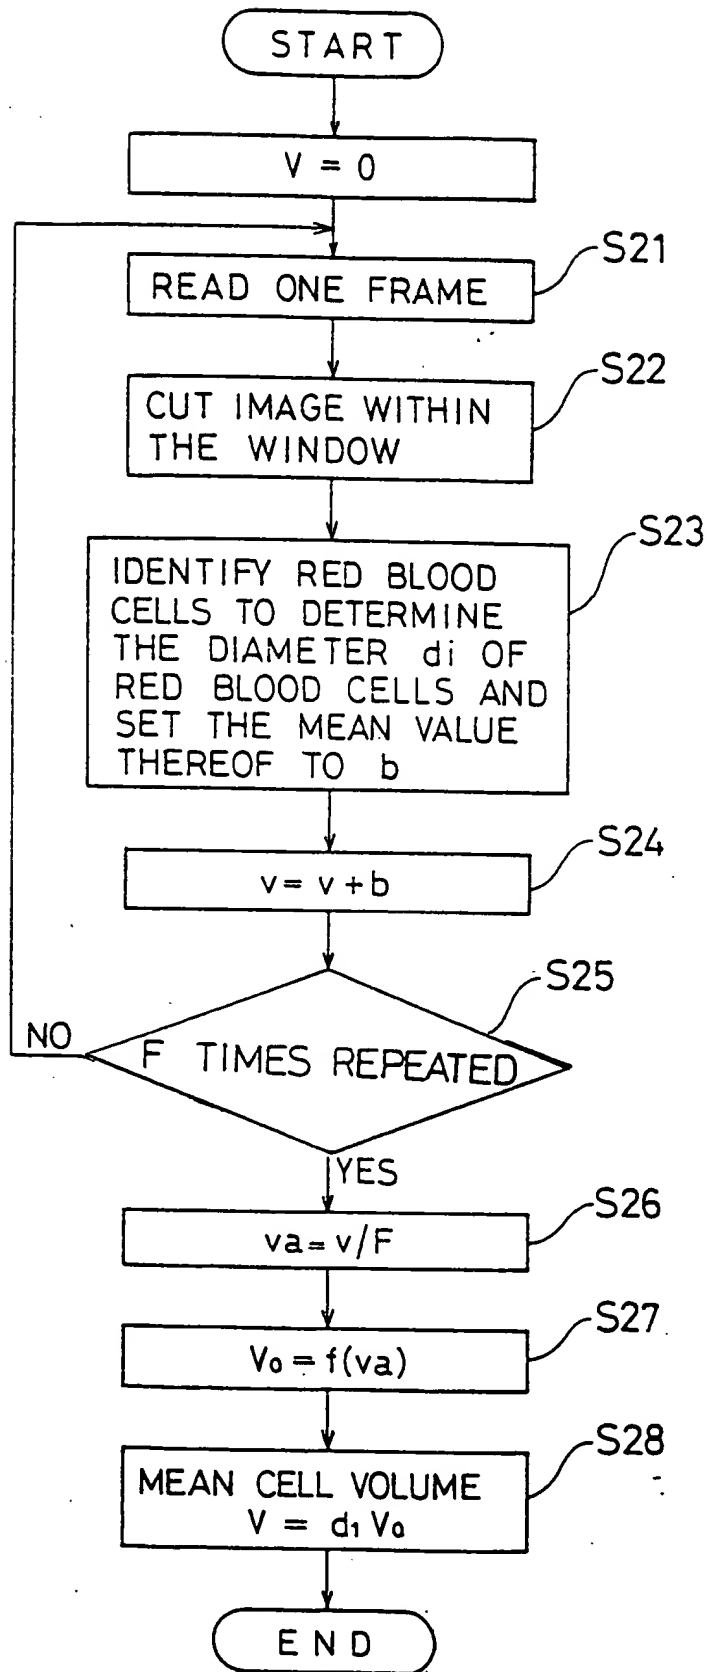 START
V = 0
S21
READ ONE FRAME
S22
CUT IMAGE WITHIN
THE WINDOW
S23
IDENTIFY RED BLOOD
CELLS TO DETERMINE
THE DIAMETER di OF
RED BLOOD CELLS AND
SET THE MEAN VALUE
THEREOF TO b
S24
v = v + b
S25
NO
F TIMES REPEATED
YES
S26
va = v/F
S27
V₀ = f(va)
S28
MEAN CELL VOLUME
V = d₁ V₀
END